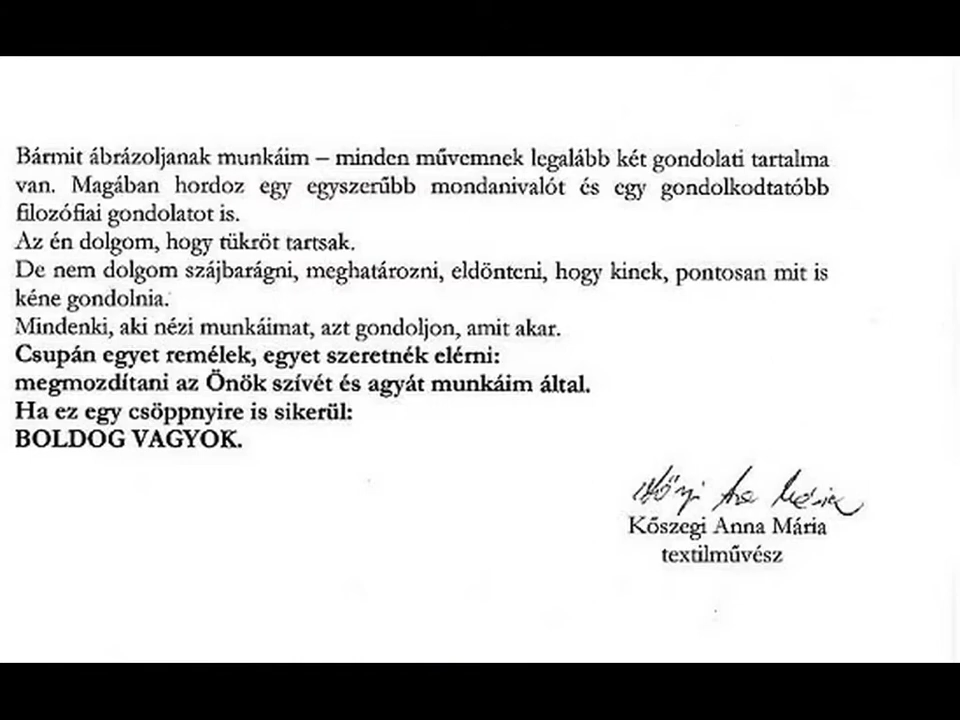 Bármit ábrázoljanak munkáim – minden művemnek legalább két gondolati tartalma
van. Magában hordoz egy egyszerűbb mondanivalót és egy gondolkodtatóbb
filozófiai gondolatot is.
Az én dolgom, hogy tükröt tartsak.
De nem dolgom szájbarágni, meghatározni, eldönteni, hogy kinek, pontosan mit is
kéne gondolnia.
Mindenki, aki nézi munkáimat, azt gondoljon, amit akar.
Csupán egyet remélek, egyet szeretnék elérni:
megmozdítani az Önök szívét és agyát munkáim által.
Ha ez egy csöppnyire is sikerül:
BOLDOG VAGYOK.
Kőszegi Anna Mária
textilművész